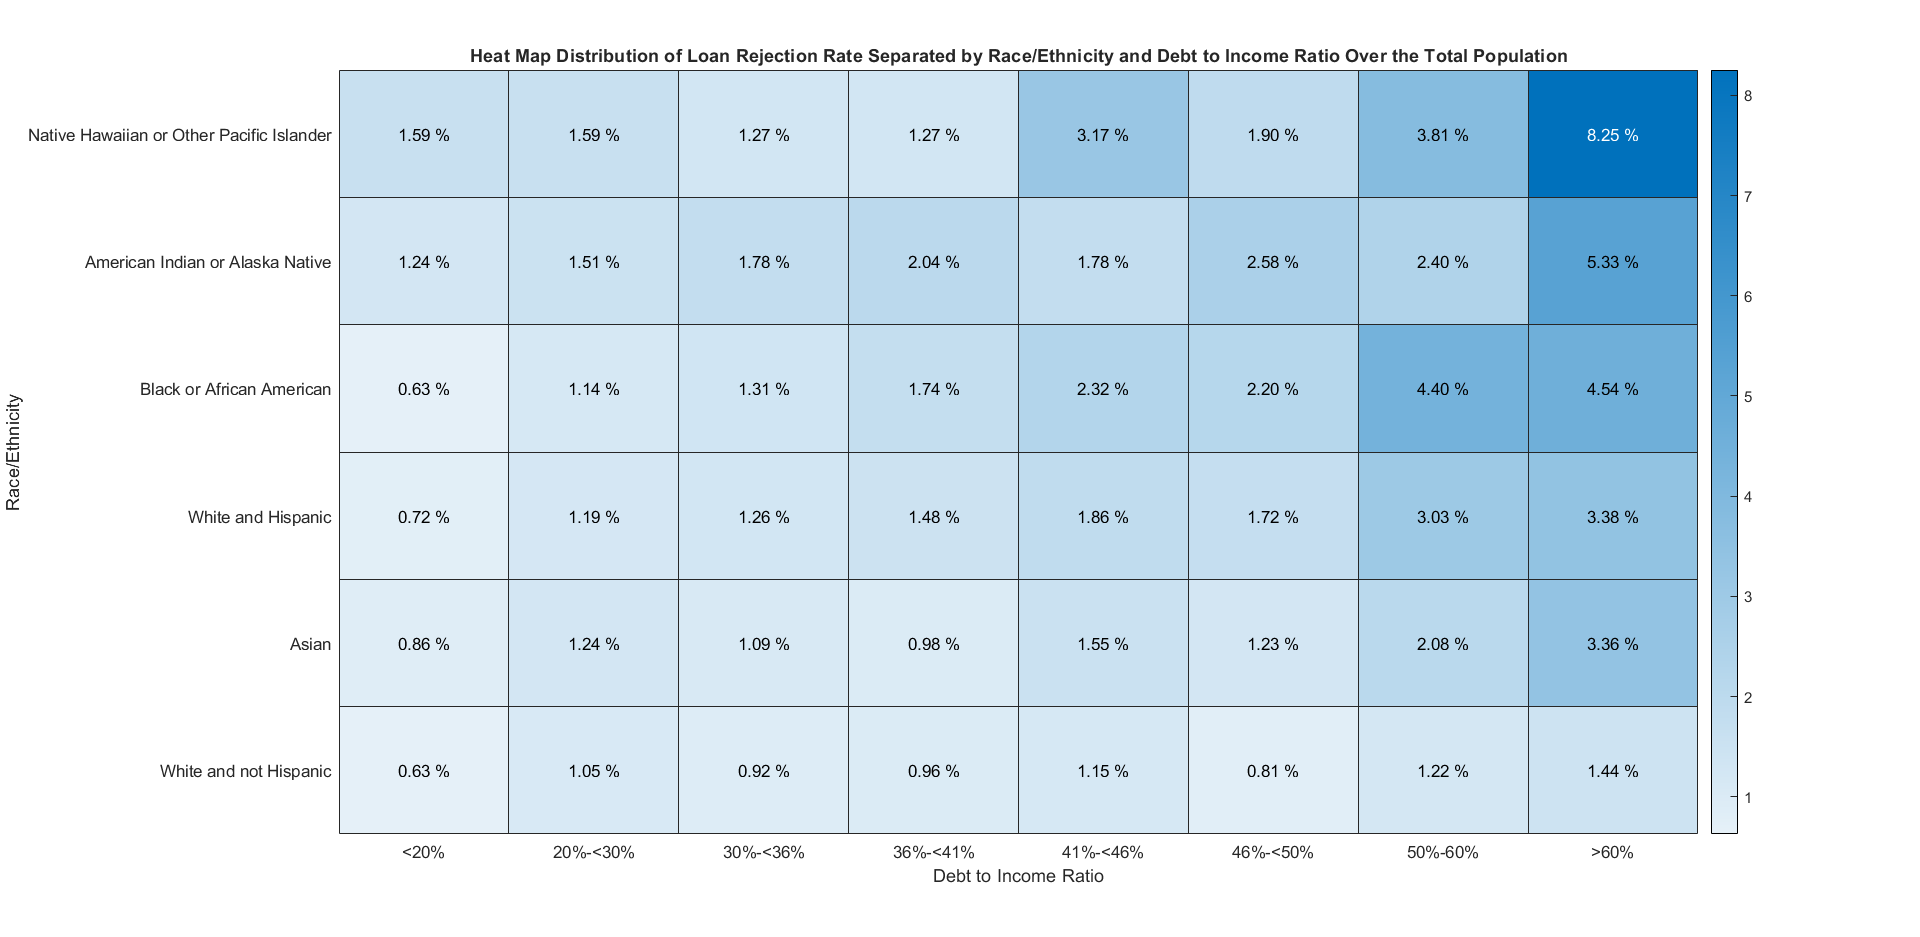 Heat Map Distribution of Loan Rejection Rate Separated by Race/Ethnicity and Debt to Income Ratio Over the Total Population
Race/Ethnicity
Native Hawaiian or Other Pacific Islander 1.59 % 1.59 % 1.27 % 1.27 % 3.17 % 1.90 % 3.81 % 8.25 %
American Indian or Alaska Native 1.24 % 1.51 % 1.78 % 2.04 % 1.78 % 2.58 % 2.40 % 5.33 %
Black or African American 0.63 % 1.14 % 1.31 % 1.74 % 2.32 % 2.20 % 4.40 % 4.54 %
White and Hispanic 0.72 % 1.19 % 1.26 % 1.48 % 1.86 % 1.72 % 3.03 % 3.38 %
Asian 0.86 % 1.24 % 1.09 % 0.98 % 1.55 % 1.23 % 2.08 % 3.36 %
White and not Hispanic 0.63 % 1.05 % 0.92 % 0.96 % 1.15 % 0.81 % 1.22 % 1.44 %
<20% 20%-<30% 30%-<36% 36%-<41% 41%-<46% 46%-<50% 50%-60% >60%
Debt to Income Ratio
8
7
6
5
4
3
2
1